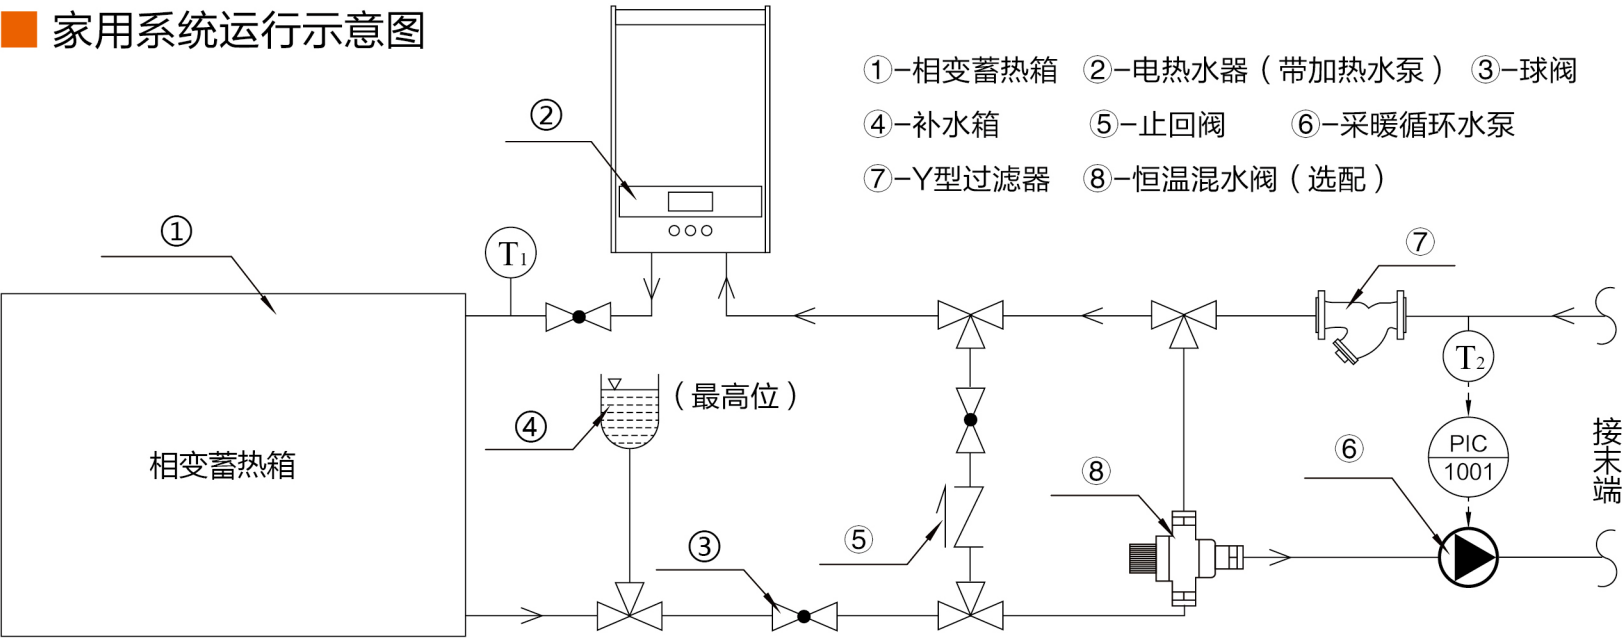 家用系统运行示意图
①-相变蓄热箱 ②-电热水器（带加热水泵） ③-球阀
④-补水箱 ⑤-止回阀 ⑥-采暖循环水泵
⑦-Y型过滤器 ⑧-恒温混水阀（选配）
②
①
T1
⑦
T2
（最高位）
④
相变蓄热箱
PIC
1001
⑥
接末端
⑧
③
⑤